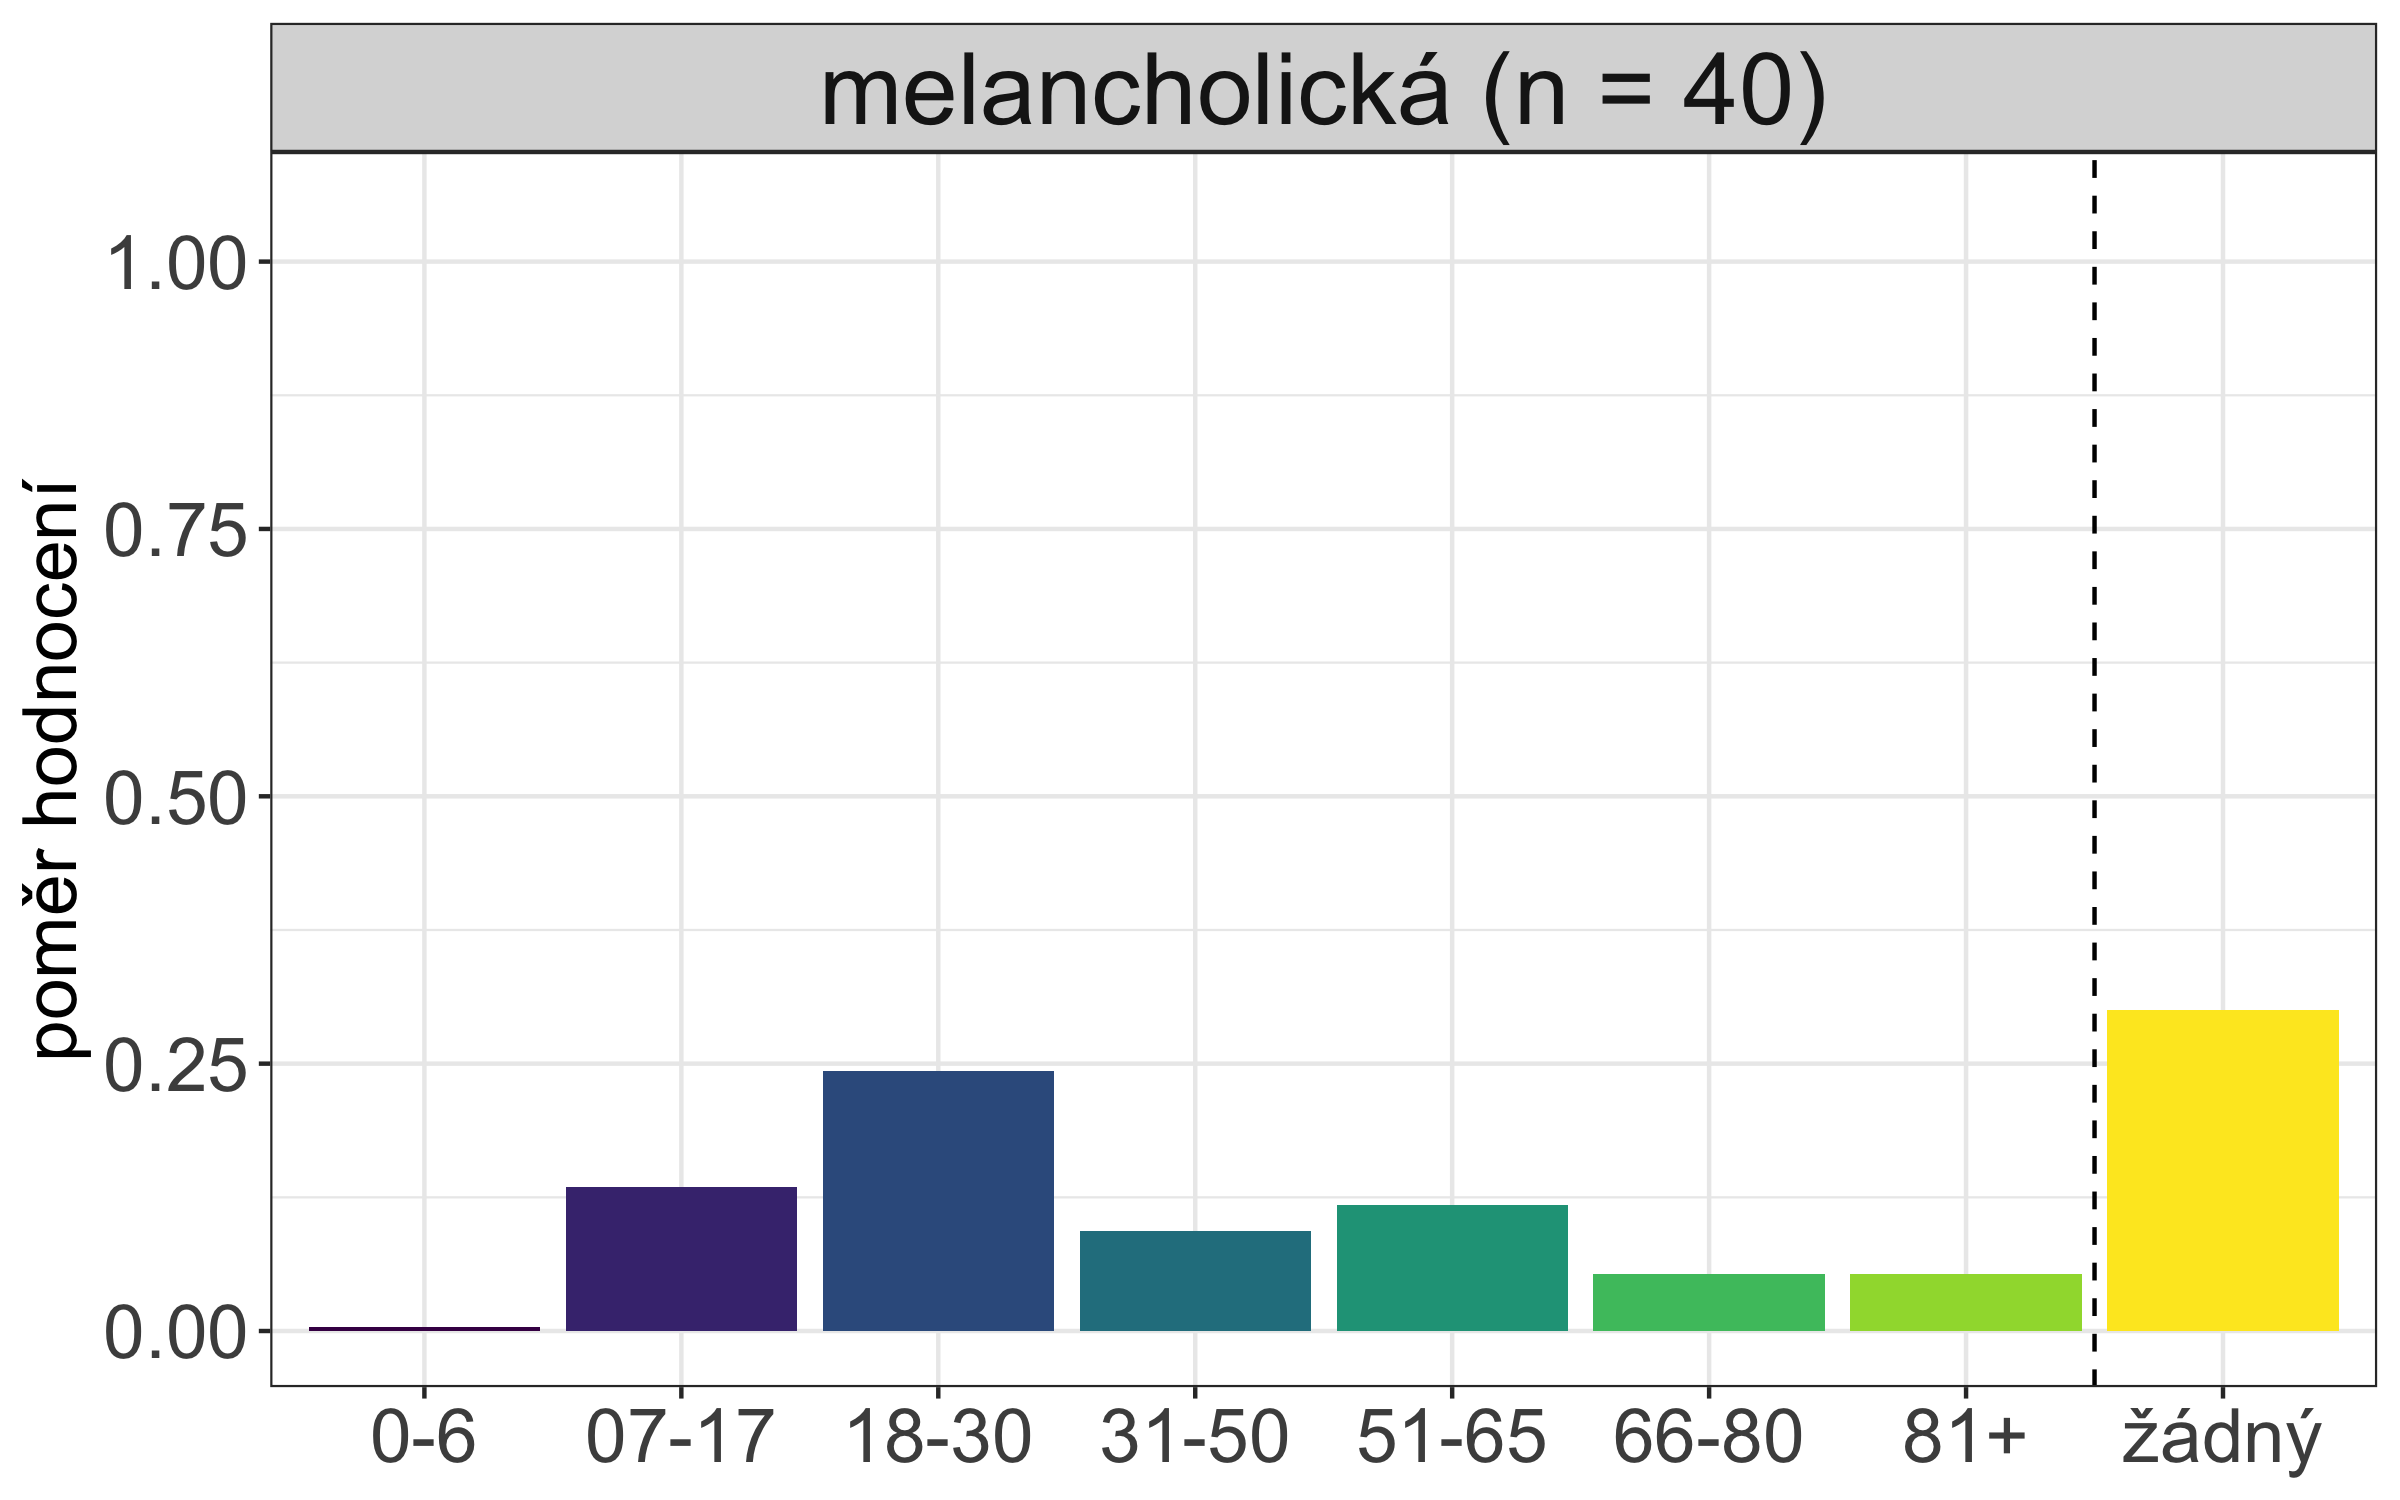 melancholická (n = 40)
poměr hodnocení
1.00
0.75
0.50
0.25
0.00
0-6 07-17 18-30 31-50 51-65 66-80 81+ žádný